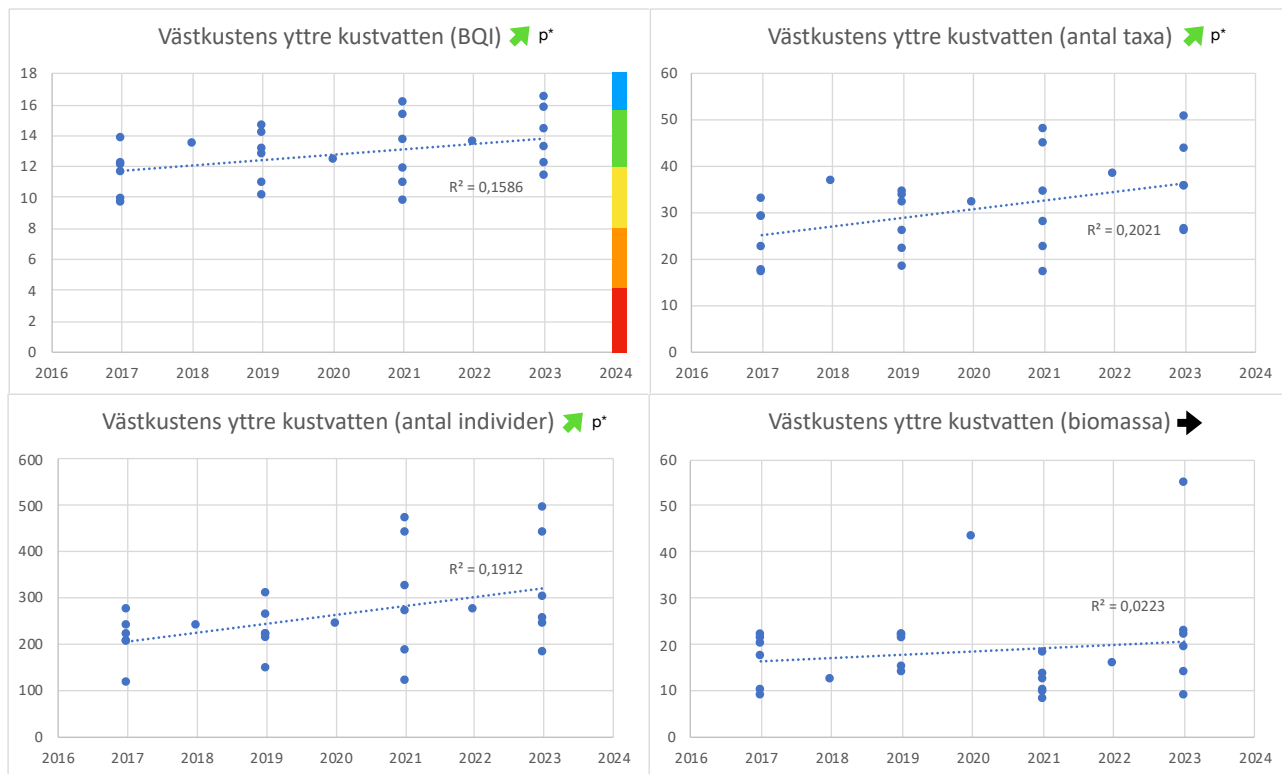 Västkustens yttre kustvatten (BQI) p*
18
16
14
12
10
8
6
4
2
0
R² = 0,1586
2016 2017 2018 2019 2020 2021 2022 2023 2024
Västkustens yttre kustvatten (antal taxa) p*
60
50
40
30
20
10
0
R² = 0,2021
2016 2017 2018 2019 2020 2021 2022 2023 2024
Västkustens yttre kustvatten (antal individer) p*
600
500
400
300
200
100
0
R² = 0,1912
2016 2017 2018 2019 2020 2021 2022 2023 2024
Västkustens yttre kustvatten (biomassa)
60
50
40
30
20
10
0
R² = 0,0223
2016 2017 2018 2019 2020 2021 2022 2023 2024